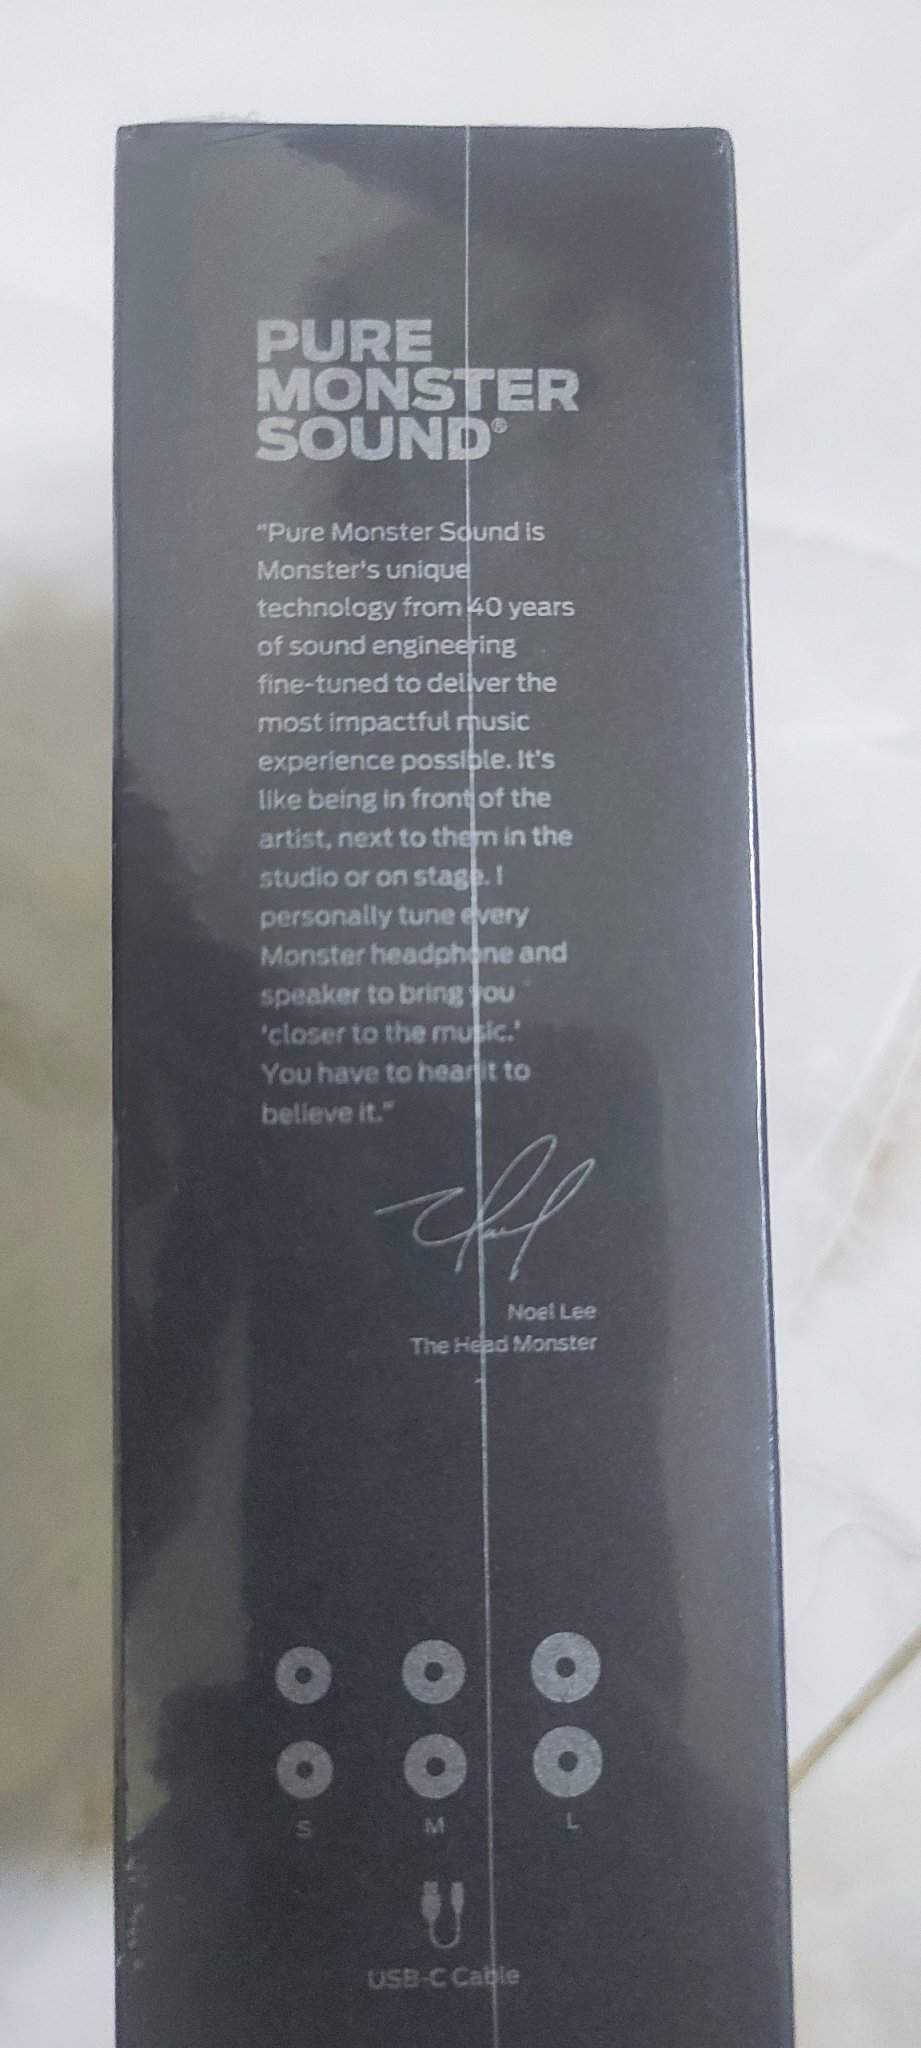 PURE
MONSTER
SOUND®
“Pure Monster Sound is
Monster's unique
technology from 40 years
of sound engineering
fine-tuned to deliver the
most impactful music
experience possible. It's
like being in front of the
artist, next to them in the
studio or on stage. I
personally tune every
Monster headphone and
speaker to bring you
'closer to the music.'
You have to hear it to
believe it.”
Noel Lee
The Head Monster
S M L
USB-C Cable